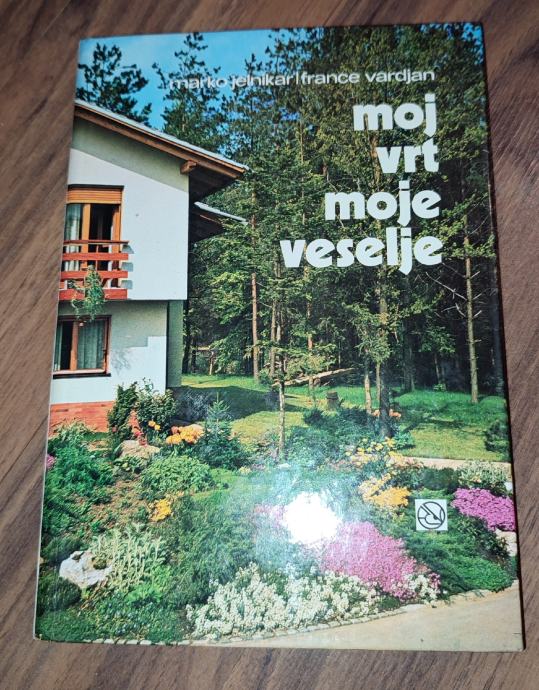 marko jelnikar/france vardjan
moj
vrt
moje
veselje